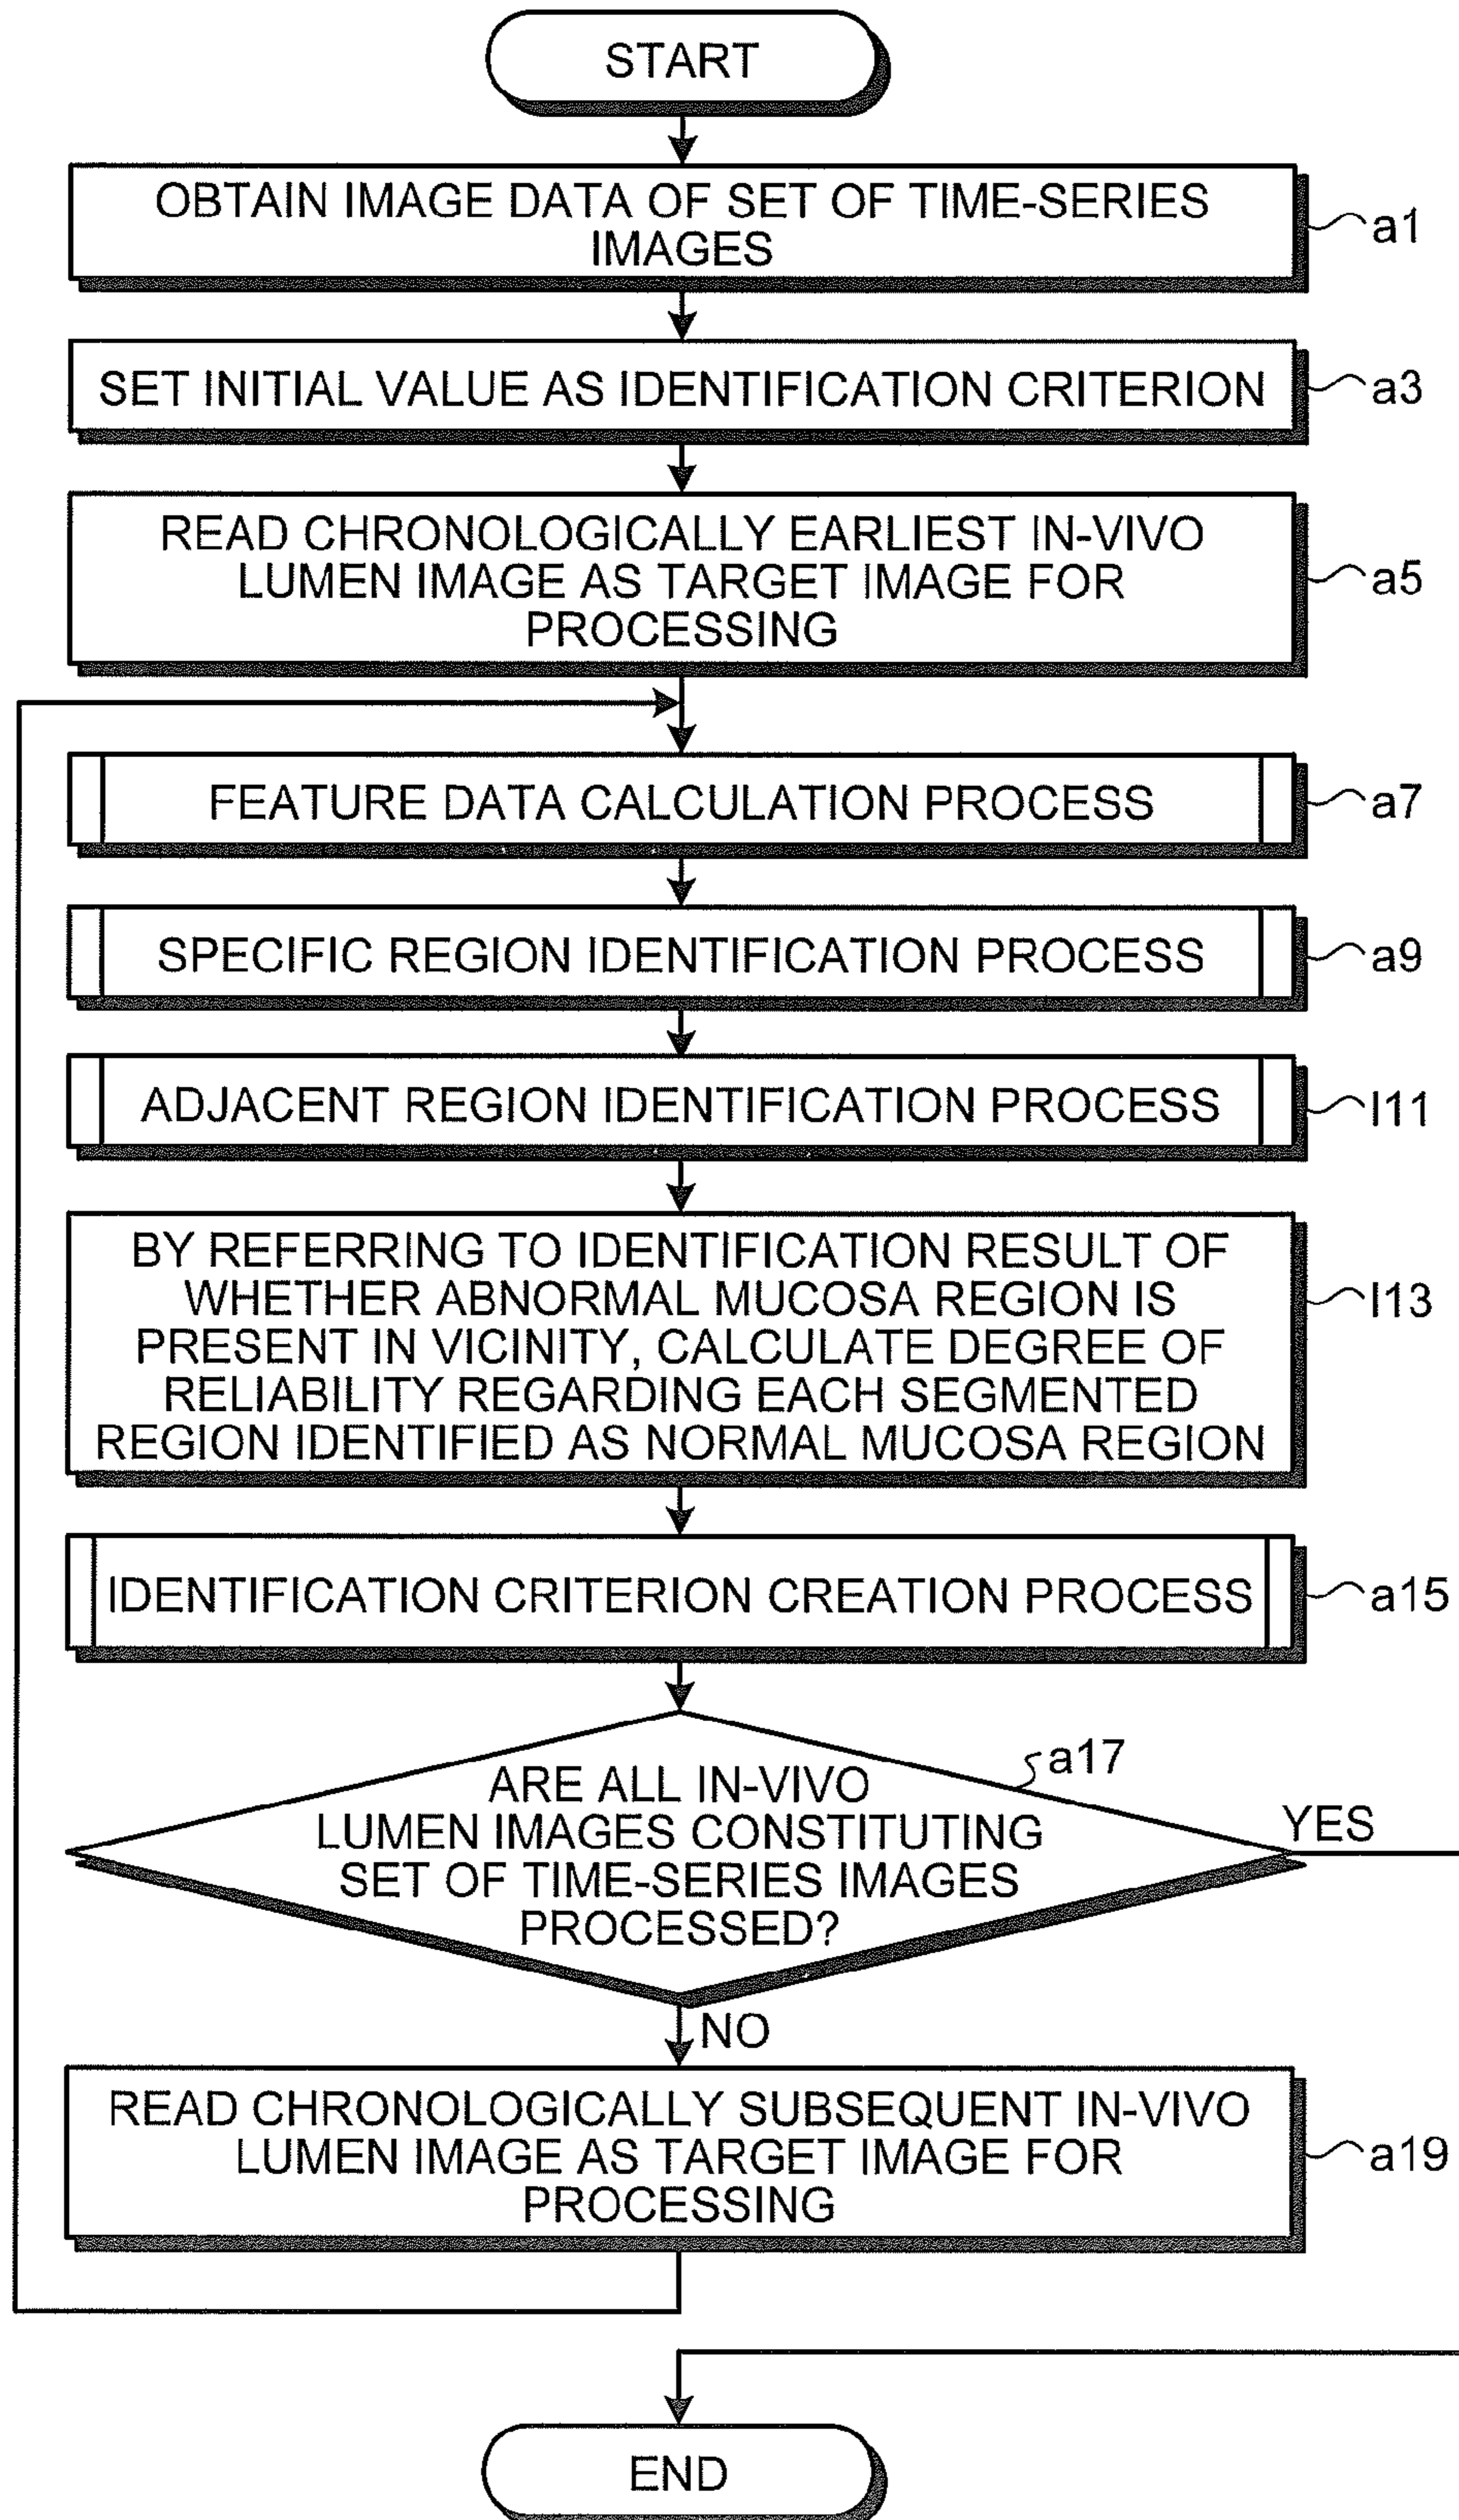 START
OBTAIN IMAGE DATA OF SET OF TIME-SERIES
IMAGES
a1
SET INITIAL VALUE AS IDENTIFICATION CRITERION
a3
READ CHRONOLOGICALLY EARLIEST IN-VIVO
LUMEN IMAGE AS TARGET IMAGE FOR
PROCESSING
a5
FEATURE DATA CALCULATION PROCESS
a7
SPECIFIC REGION IDENTIFICATION PROCESS
a9
ADJACENT REGION IDENTIFICATION PROCESS
l11
BY REFERRING TO IDENTIFICATION RESULT OF
WHETHER ABNORMAL MUCOSA REGION IS
PRESENT IN VICINITY, CALCULATE DEGREE OF
RELIABILITY REGARDING EACH SEGMENTED
REGION IDENTIFIED AS NORMAL MUCOSA REGION
l13
IDENTIFICATION CRITERION CREATION PROCESS
a15
a17
ARE ALL IN-VIVO
LUMEN IMAGES CONSTITUTING
SET OF TIME-SERIES IMAGES
PROCESSED?
YES
NO
READ CHRONOLOGICALLY SUBSEQUENT IN-VIVO
LUMEN IMAGE AS TARGET IMAGE FOR
PROCESSING
a19
END